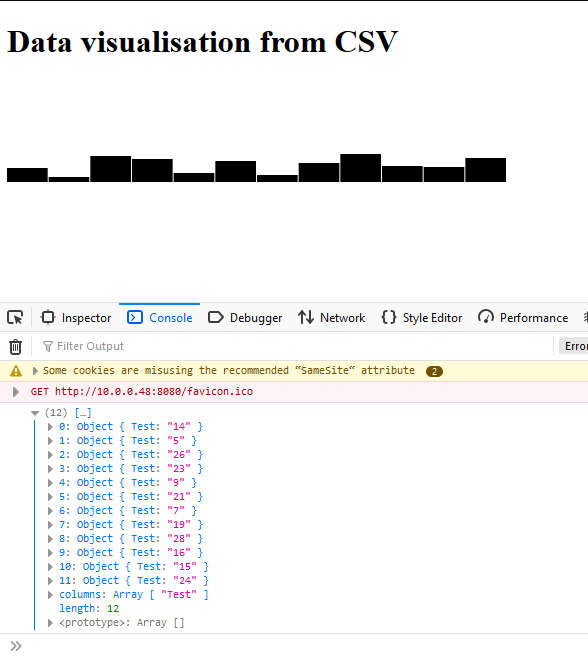 Data visualisation from CSV
Inspector Console Debugger Network Style Editor Performance
Filter Output Erro
Some cookies are misusing the recommended “SameSite“ attribute 2
GET http://10.0.0.48:8080/favicon.ico
(12) […]
0: Object { Test: "14" }
1: Object { Test: "5" }
2: Object { Test: "26" }
3: Object { Test: "23" }
4: Object { Test: "9" }
5: Object { Test: "21" }
6: Object { Test: "7" }
7: Object { Test: "19" }
8: Object { Test: "28" }
9: Object { Test: "16" }
10: Object { Test: "15" }
11: Object { Test: "24" }
columns: Array [ "Test" ]
length: 12
<prototype>: Array []